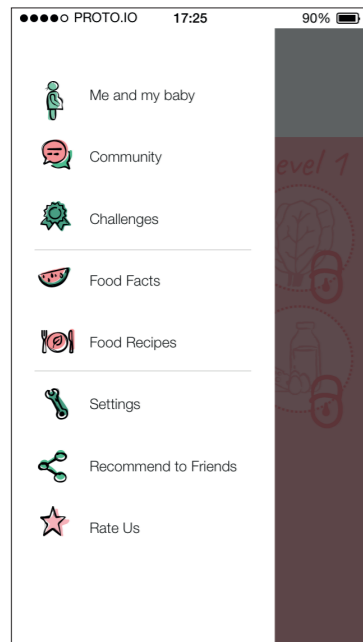 PROTO.IO 17:25 90%
Me and my baby
Community
evel 1
Challenges
Food Facts
Food Recipes
Settings
Recommend to Friends
Rate Us